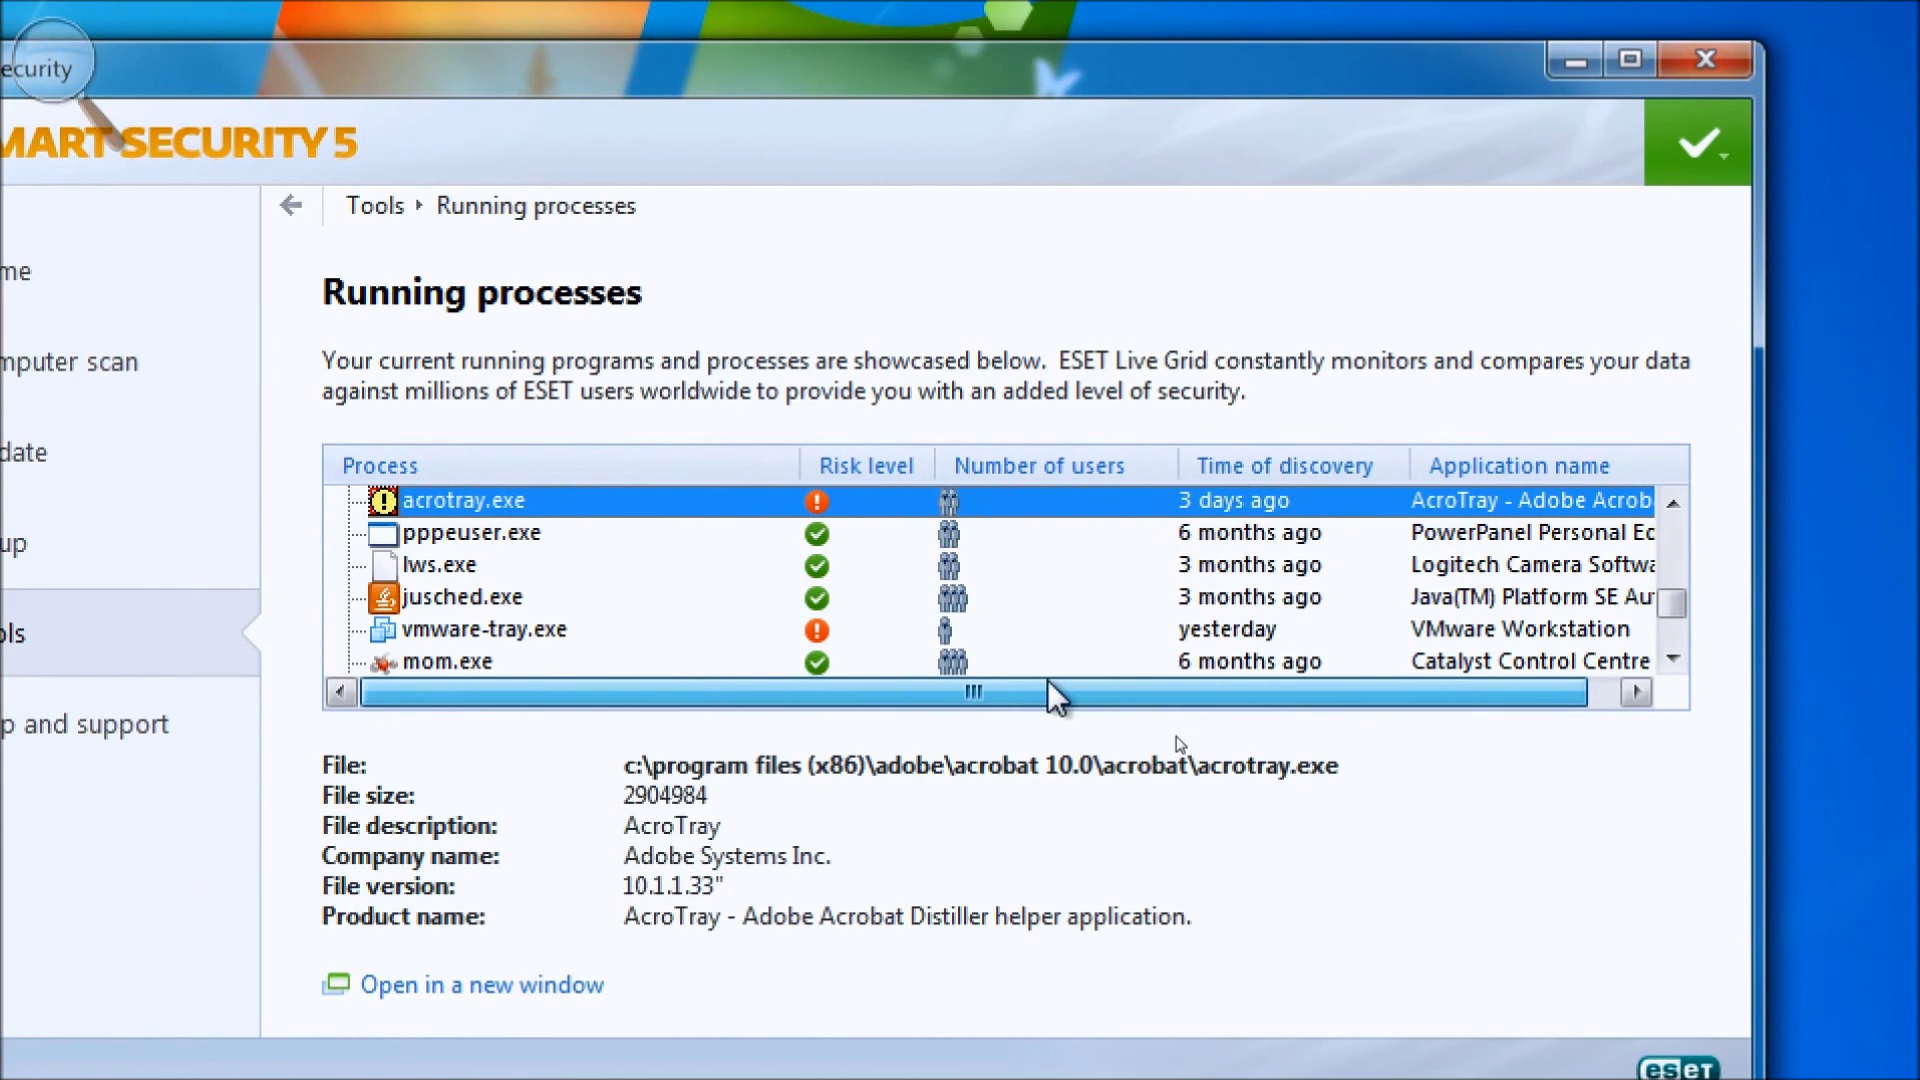 ecurity
MART SECURITY 5
Tools Running processes
me
Running processes
mputer scan
Your current running programs and processes are showcased below. ESET Live Grid constantly monitors and compares your data
against millions of ESET users worldwide to provide you with an added level of security.
date
Process Risk level Number of users Time of discovery Application name
acrotray.exe 3 days ago AcroTray - Adobe Acrob
pppeuser.exe 6 months ago PowerPanel Personal Ec
up
lws.exe 3 months ago Logitech Camera Softwa
jusched.exe 3 months ago Java(TM) Platform SE Au
ols
vmware-tray.exe yesterday VMware Workstation
mom.exe 6 months ago Catalyst Control Centre
p and support
File: c:\program files (x86)\adobe\acrobat 10.0\acrobat\acrotray.exe
File size: 2904984
File description: AcroTray
Company name: Adobe Systems Inc.
File version: 10.1.1.33"
Product name: AcroTray - Adobe Acrobat Distiller helper application.
Open in a new window
eset